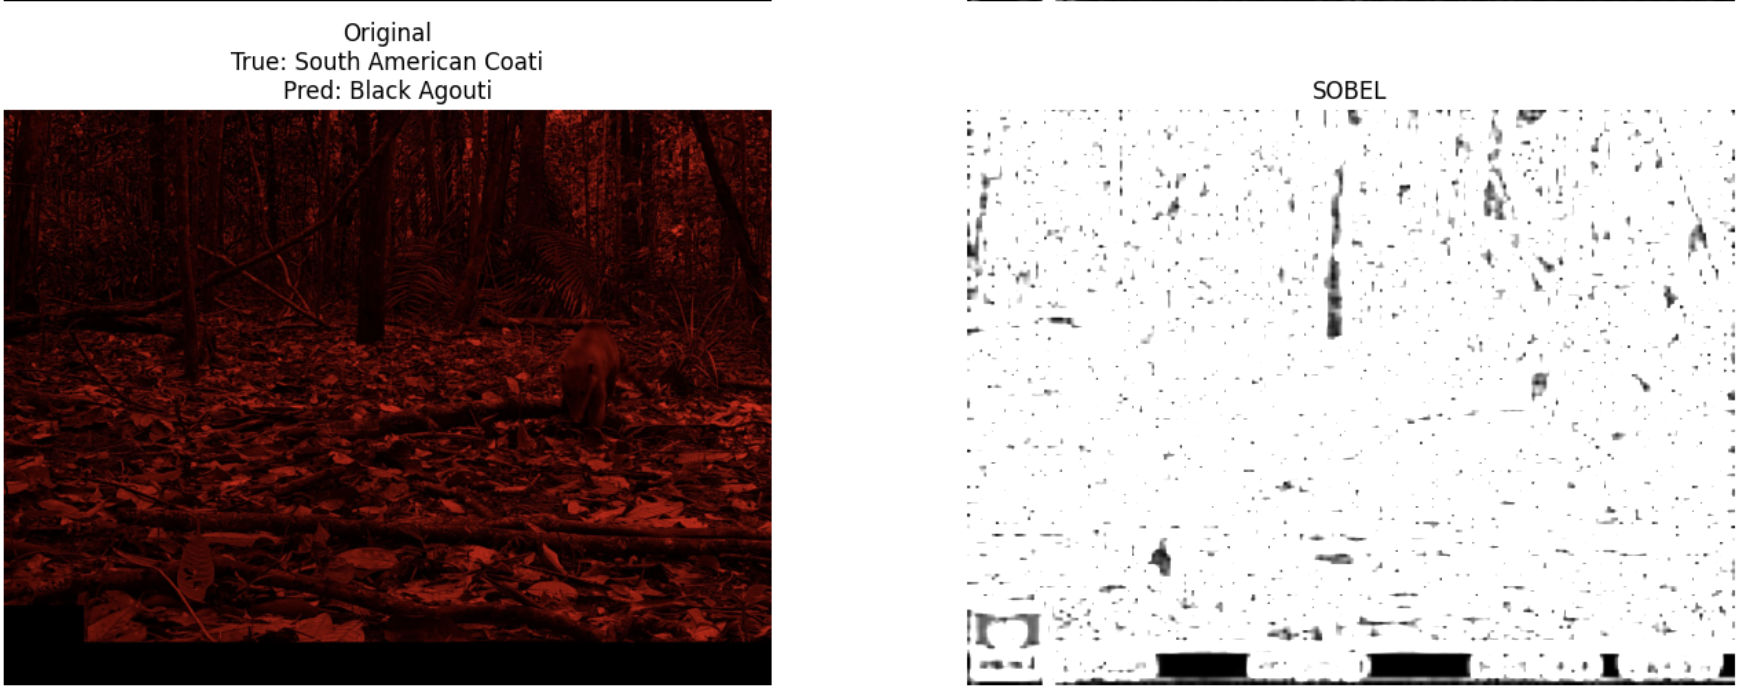 Original
True: South American Coati
Pred: Black Agouti
SOBEL